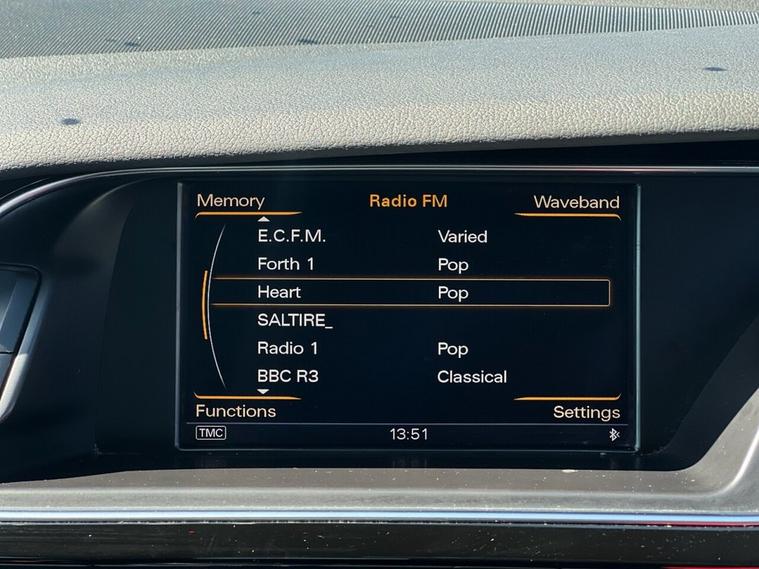 Memory Radio FM Waveband
E.C.F.M. Varied
Forth 1 Pop
Heart Pop
SALTIRE_
Radio 1 Pop
BBC R3 Classical
Functions Settings
TMC 13:51